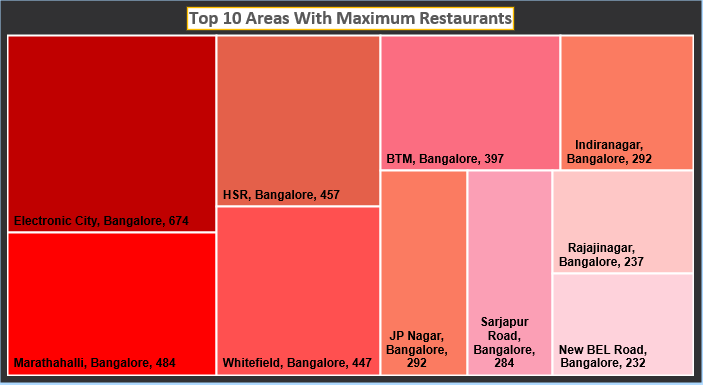 Top 10 Areas With Maximum Restaurants
Electronic City, Bangalore, 674
Marathahalli, Bangalore, 484
HSR, Bangalore, 457
Whitefield, Bangalore, 447
BTM, Bangalore, 397
Indiranagar,
Bangalore, 292
JP Nagar,
Bangalore,
292
Sarjapur
Road,
Bangalore,
284
Rajajinagar,
Bangalore, 237
New BEL Road,
Bangalore, 232